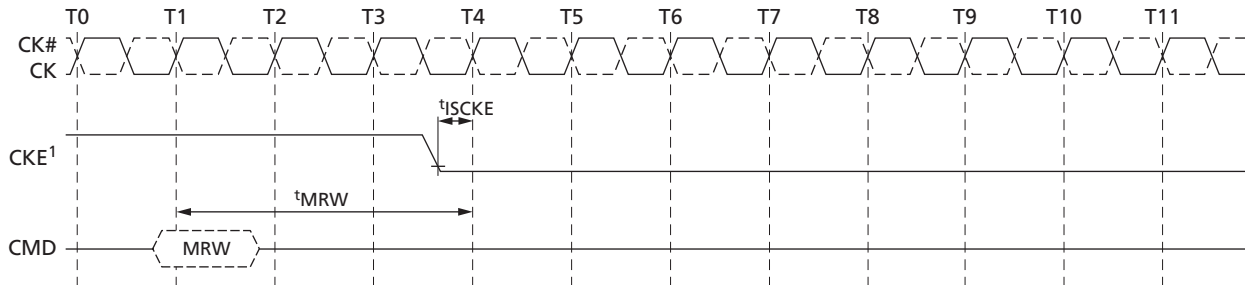 T0 T1 T2 T3 T4 T5 T6 T7 T8 T9 T10 T11
CK#
CK
tISCKE
CKE1
tMRW
CMD MRW